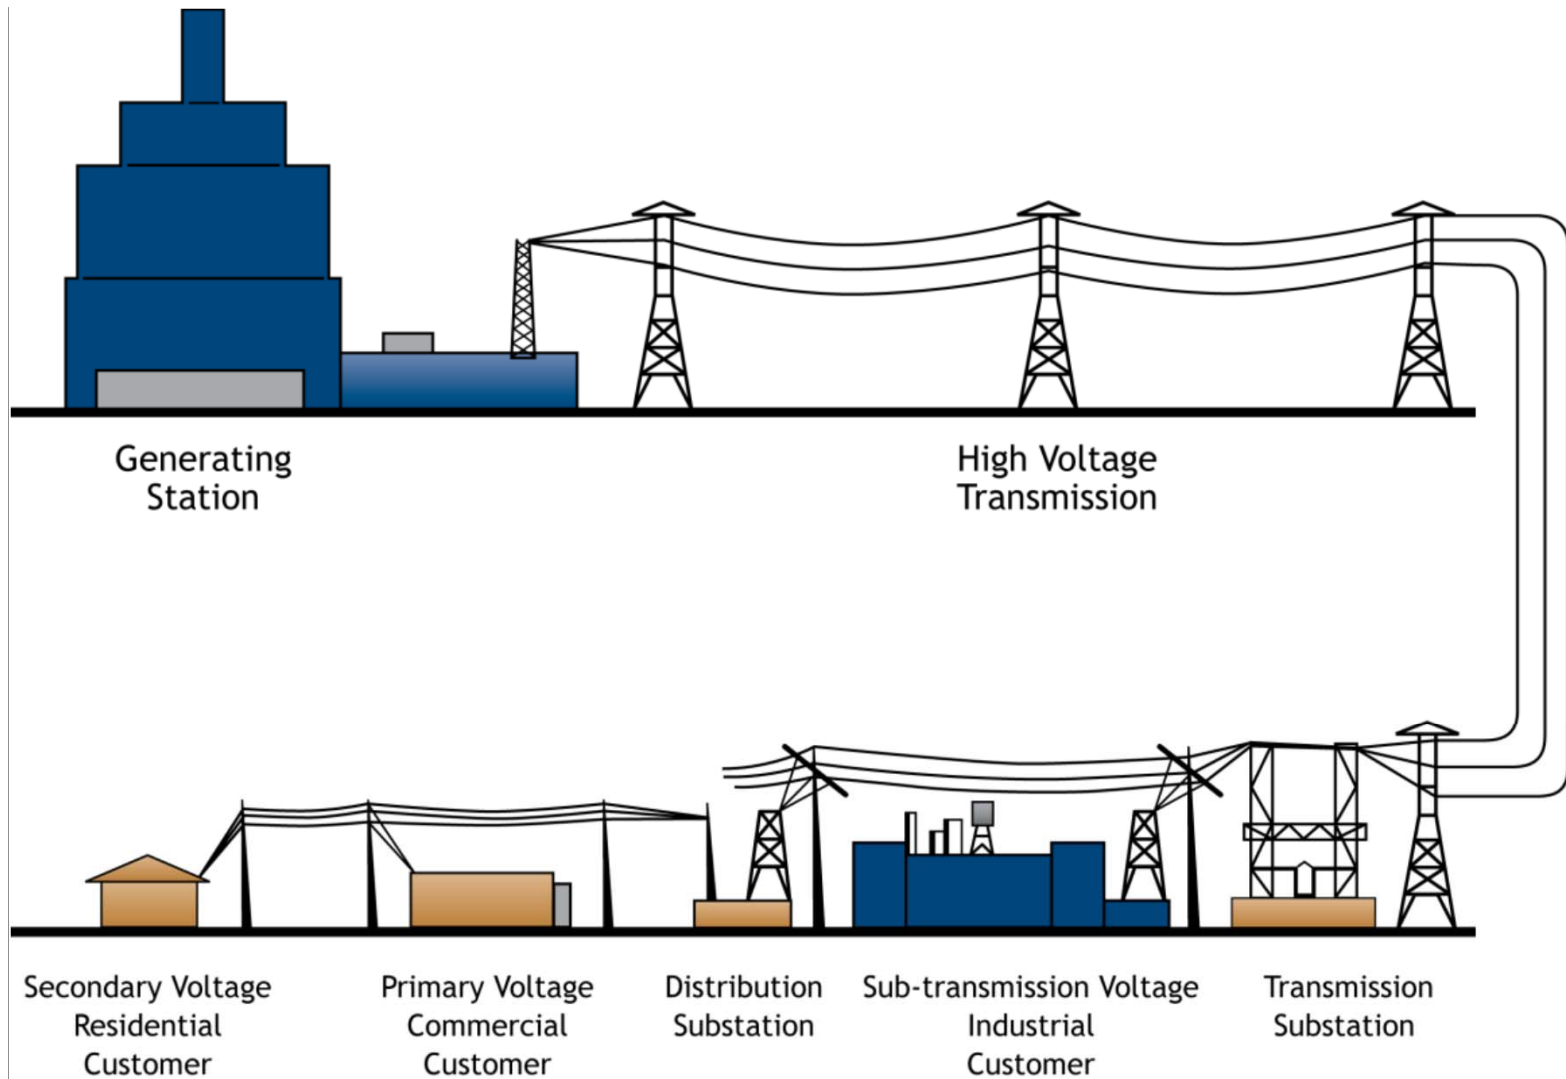 Generating
Station
High Voltage
Transmission
Secondary Voltage
Residential
Customer
Primary Voltage
Commercial
Customer
Distribution
Substation
Sub-transmission Voltage
Industrial
Customer
Transmission
Substation